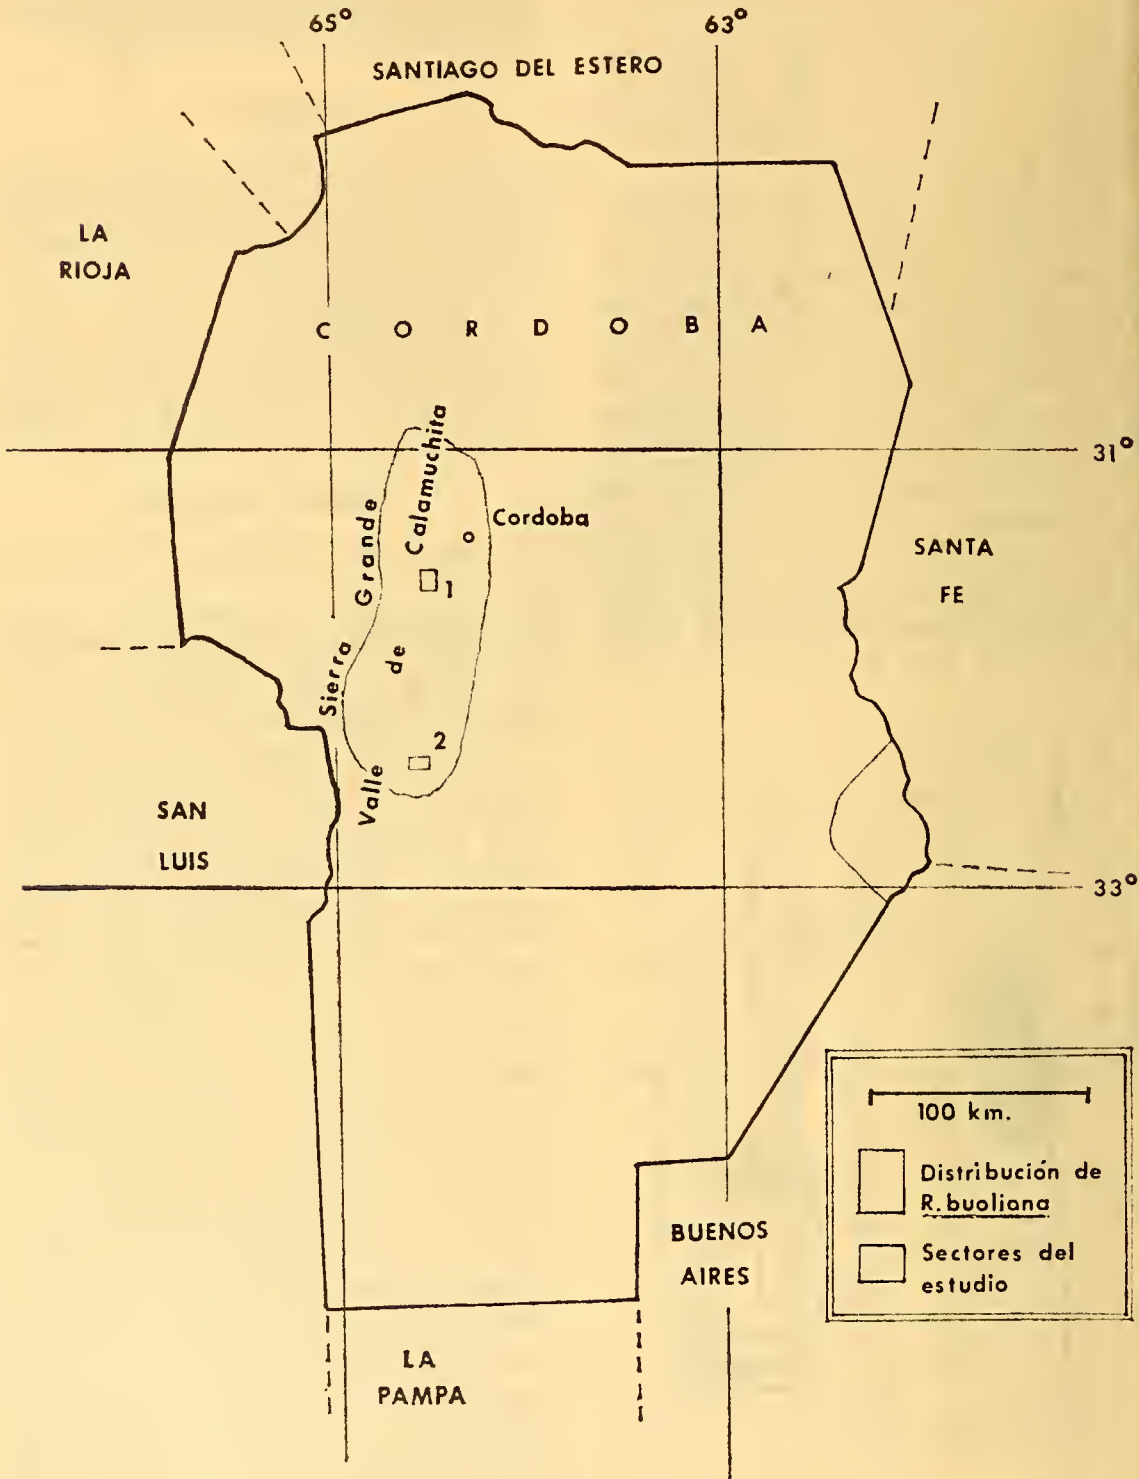 65°
63°
SANTIAGO DEL ESTERO
LA
RIOJA
C O R D O B A
31°
Sierra Grande
Valle de Calamuchita
Cordoba
1
SANTA
FE
2
SAN
LUIS
33°
100 km.
Distribución de
R. buoliana
Sectores del
estudio
BUENOS
AIRES
LA
PAMPA